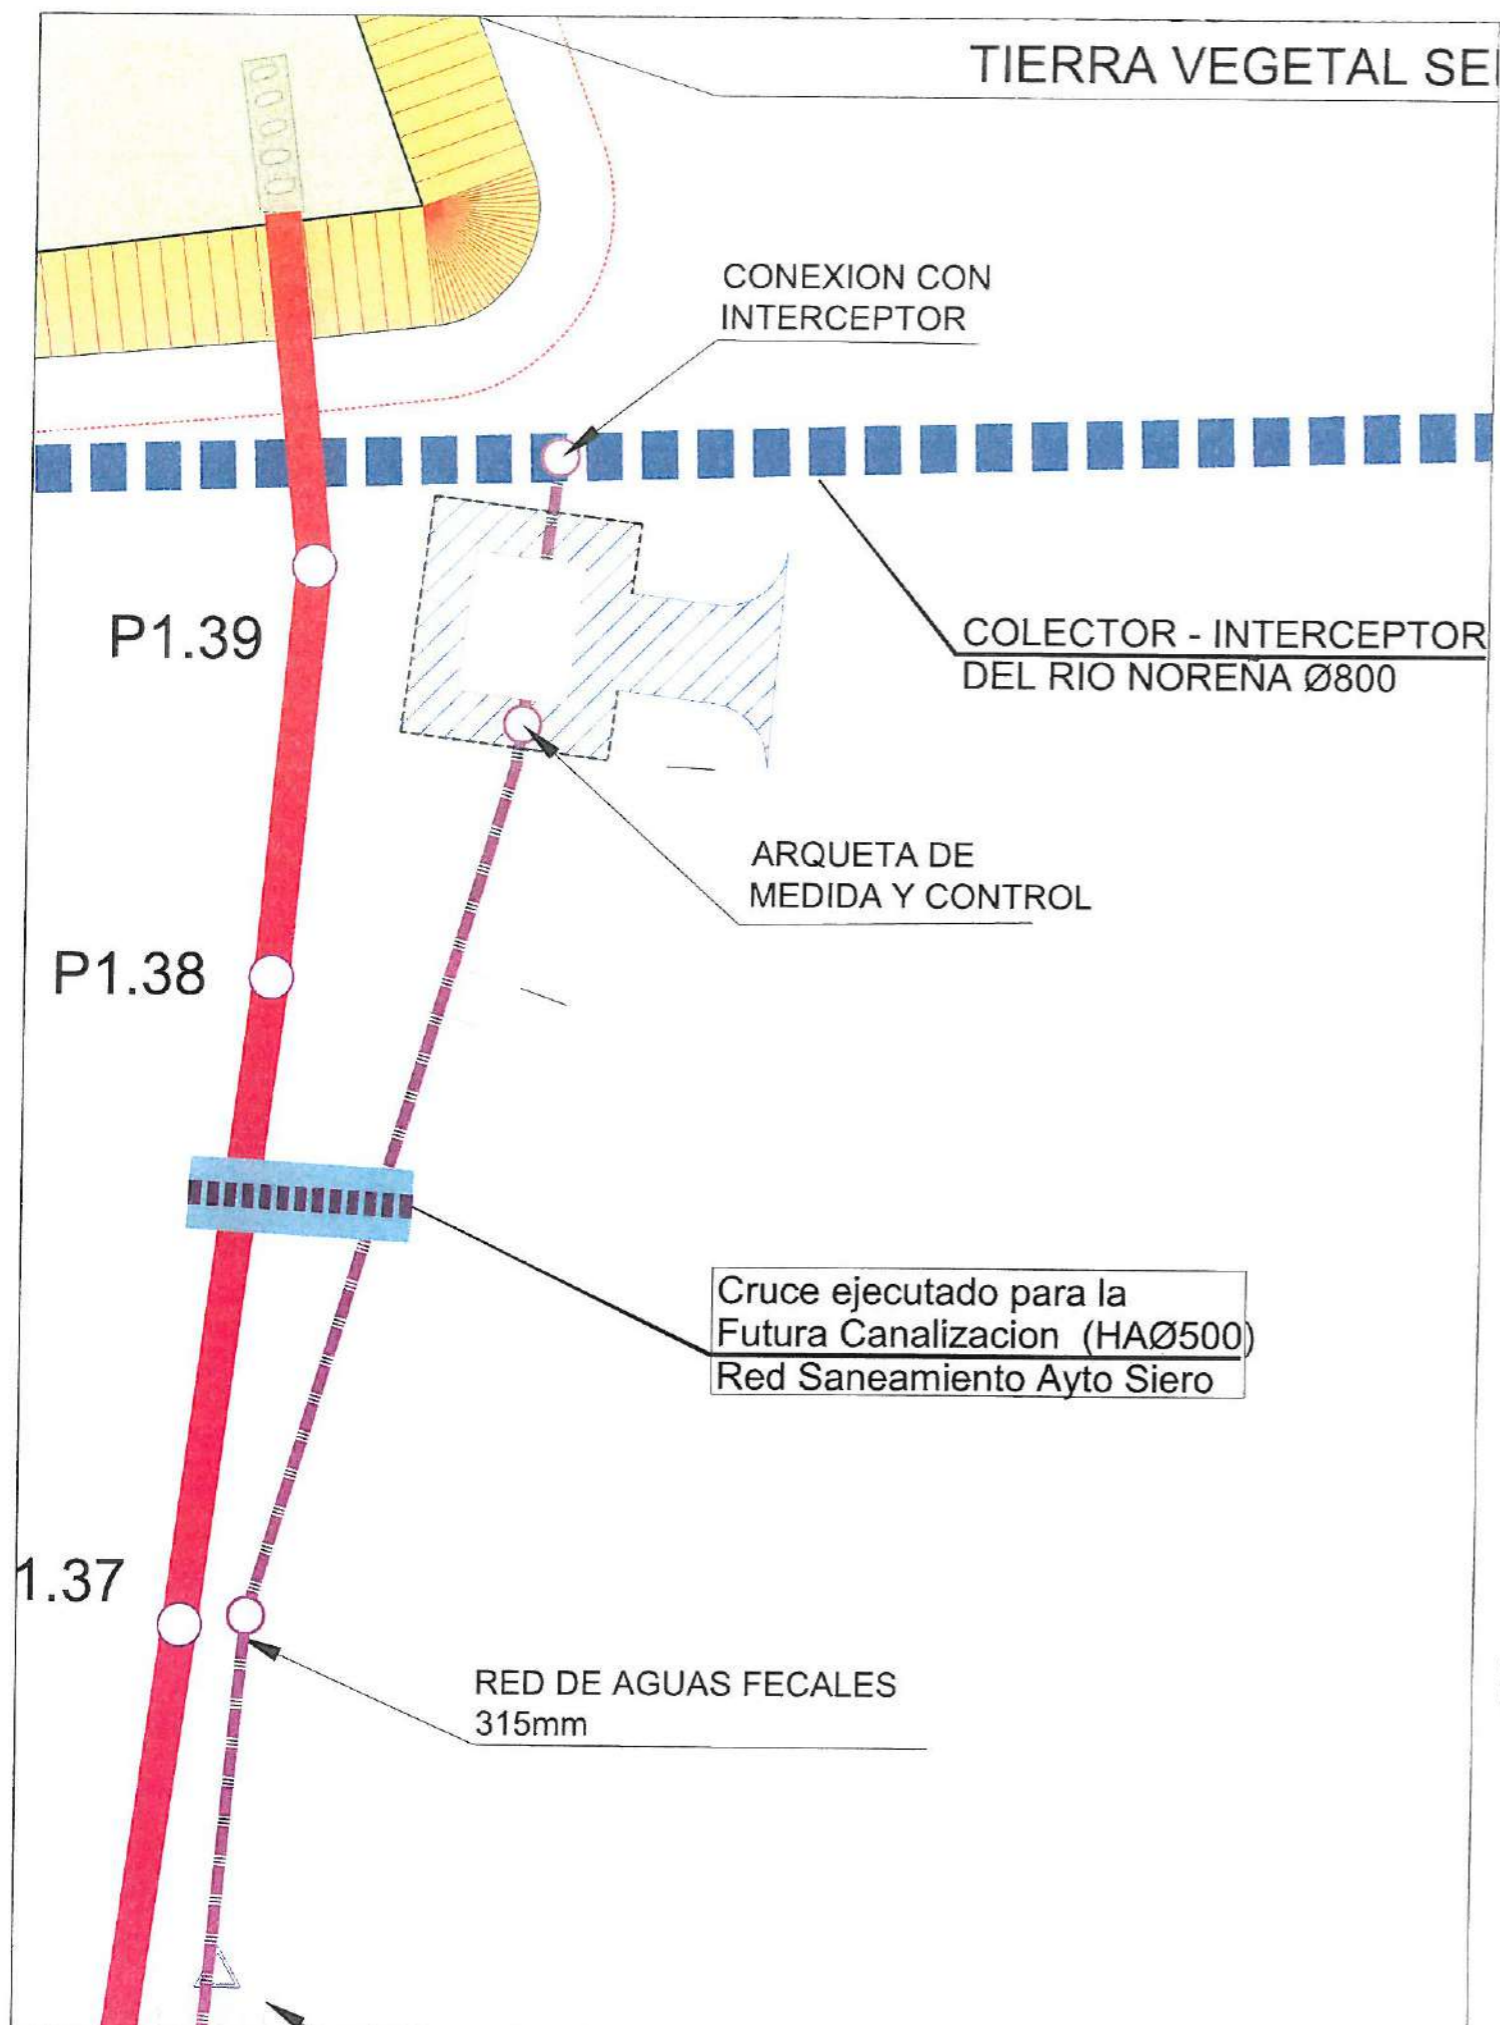 TIERRA VEGETAL
CONEXION CON
INTERCEPTOR
P1.39
COLECTOR - INTERCEPTOR
DEL RIO NOREÑA Ø800
ARQUETA DE
MEDIDA Y CONTROL
P1.38
Cruce ejecutado para la
Futura Canalizacion (HAØ500)
Red Saneamiento Ayto Siero
1.37
RED DE AGUAS FECALES
315mm